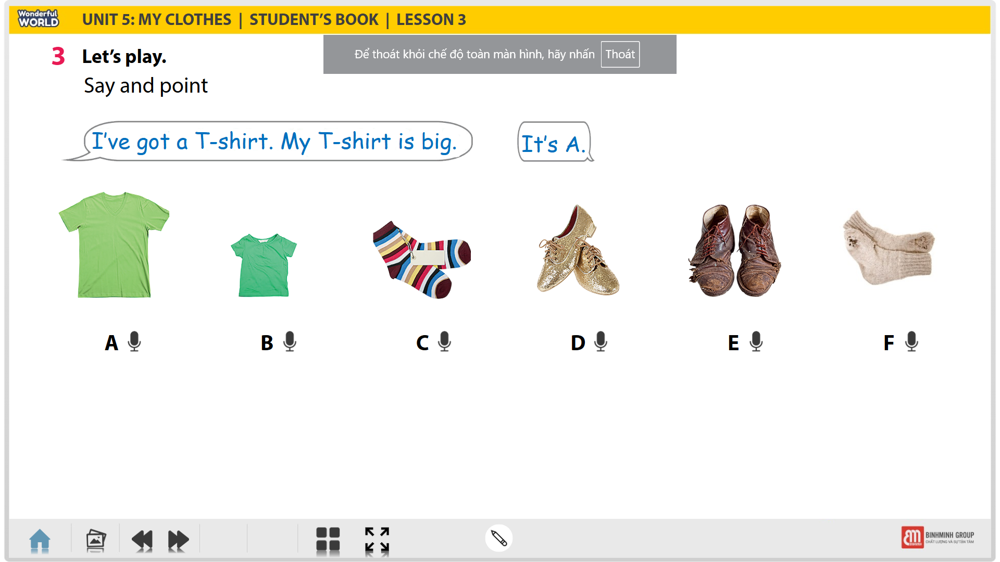 Wonderful
WORLD
UNIT 5: MY CLOTHES | STUDENT'S BOOK | LESSON 3
Để thoát khỏi chế độ toàn màn hình, hãy nhấn Thoát
3 Let's play.
Say and point
I've got a T-shirt. My T-shirt is big.
It's A.
A
B
C
D
E
F
BINHMINH
BINHMINH GROUP
CHẤT LƯỢNG VÀ SỰ TẬN TÂM